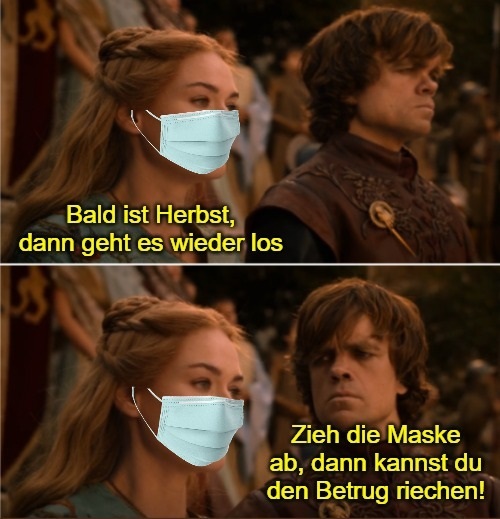 Bald ist Herbst,
dann geht es wieder los
Zieh die Maske
ab, dann kannst du
den Betrug riechen!